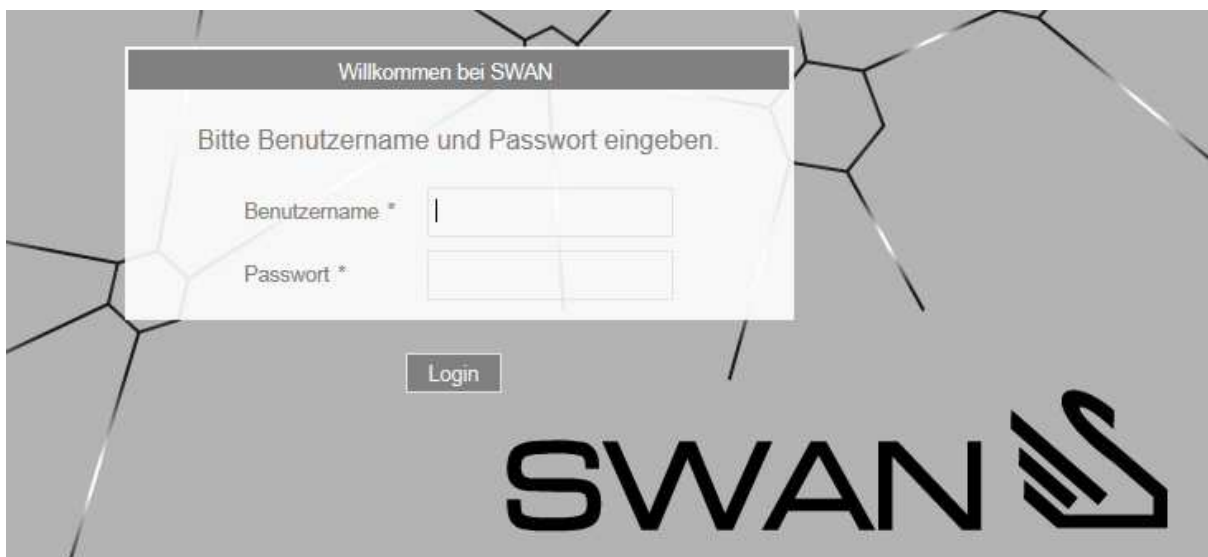 Willkommen bei SWAN
Bitte Benutzername und Passwort eingeben.
Benutzername *
Passwort *
Login
SWAN